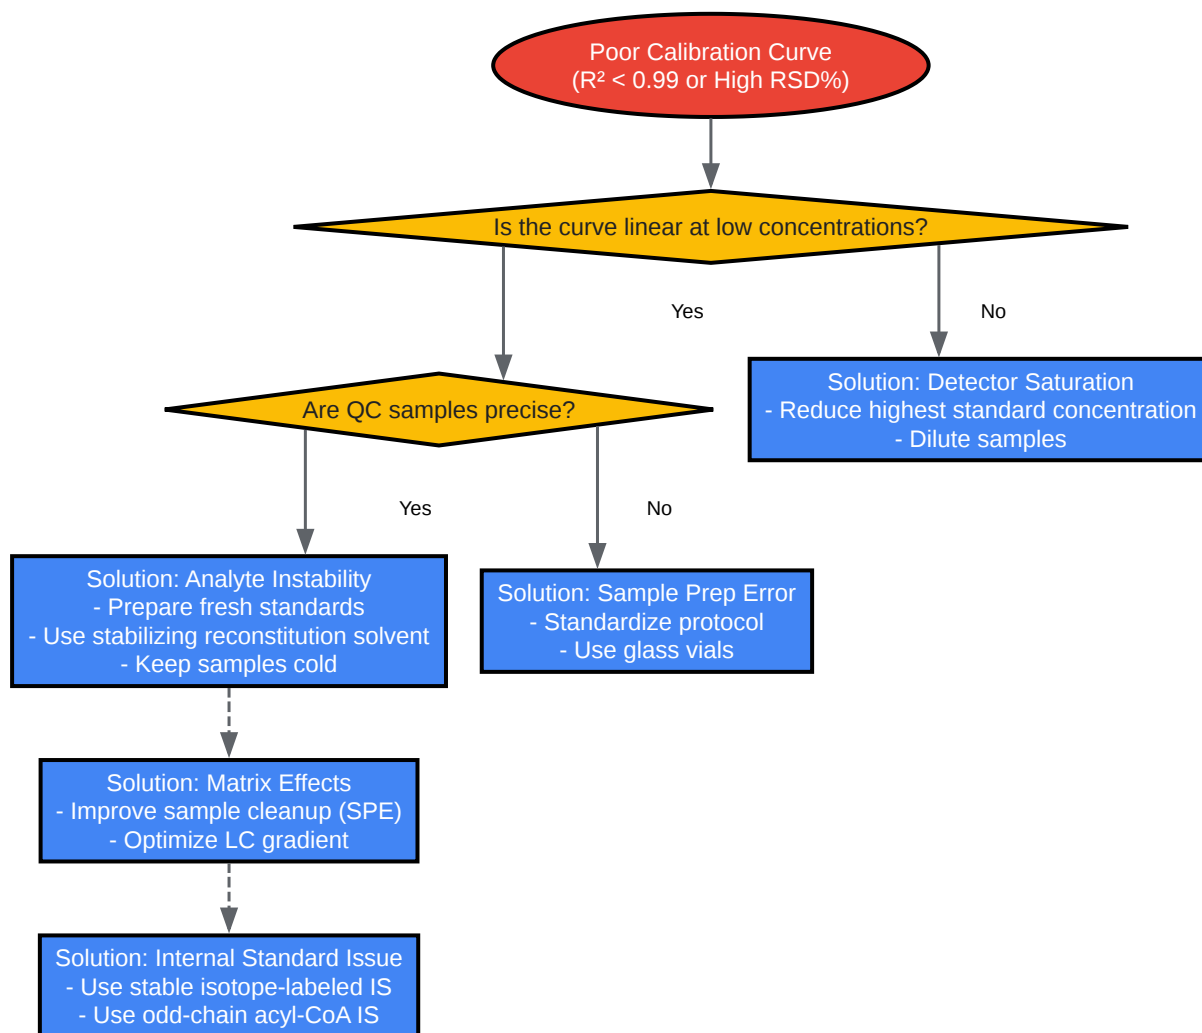 Poor Calibration Curve
(R² < 0.99 or High RSD%)
Is the curve linear at low concentrations?
Yes
No
Are QC samples precise?
Solution: Detector Saturation
- Reduce highest standard concentration
- Dilute samples
Yes
No
Solution: Analyte Instability
- Prepare fresh standards
- Use stabilizing reconstitution solvent
- Keep samples cold
Solution: Sample Prep Error
- Standardize protocol
- Use glass vials
Solution: Matrix Effects
- Improve sample cleanup (SPE)
- Optimize LC gradient
Solution: Internal Standard Issue
- Use stable isotope-labeled IS
- Use odd-chain acyl-CoA IS